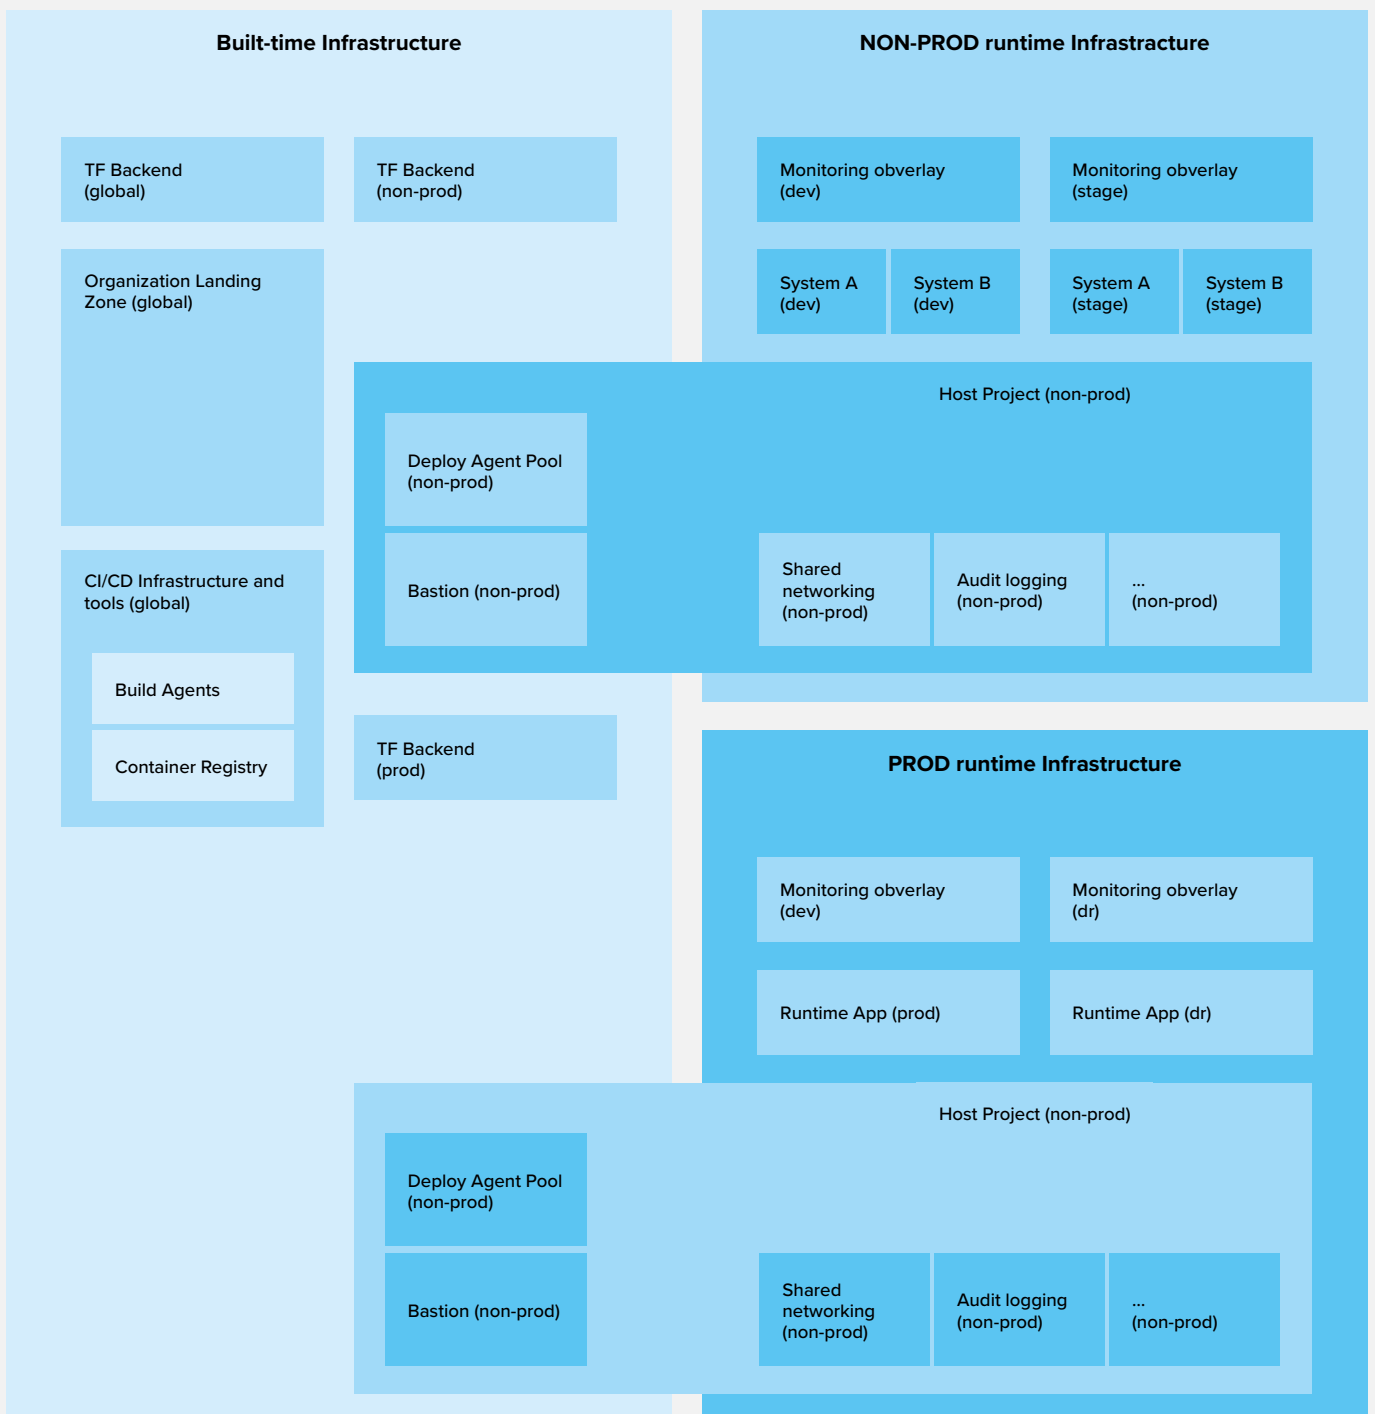 Built-time Infrastructure
TF Backend
(global)
TF Backend
(non-prod)
Organization Landing
Zone (global)
CI/CD Infrastructure and
tools (global)
Build Agents
Container Registry
TF Backend
(prod)
NON-PROD runtime Infrastracture
Monitoring obverlay
(dev)
Monitoring obverlay
(stage)
System A
(dev)
System B
(dev)
System A
(stage)
System B
(stage)
Host Project (non-prod)
Deploy Agent Pool
(non-prod)
Bastion (non-prod)
Shared
networking
(non-prod)
Audit logging
(non-prod)
...
(non-prod)
PROD runtime Infrastructure
Monitoring obverlay
(dev)
Monitoring obverlay
(dr)
Runtime App (prod)
Runtime App (dr)
Host Project (non-prod)
Deploy Agent Pool
(non-prod)
Bastion (non-prod)
Shared
networking
(non-prod)
Audit logging
(non-prod)
...
(non-prod)